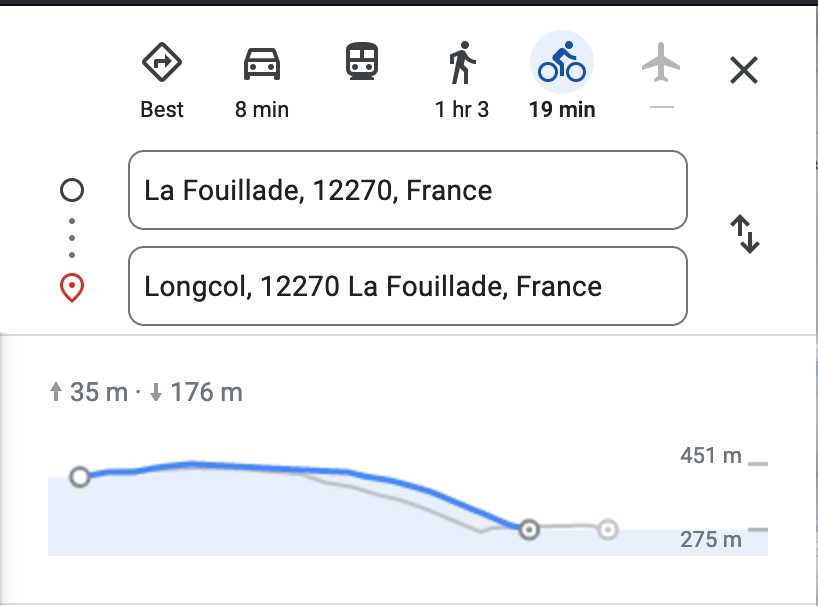 Best 8 min 1 hr 3 19 min —
La Fouillade, 12270, France
Longcol, 12270 La Fouillade, France
35 m · 176 m
451 m
275 m